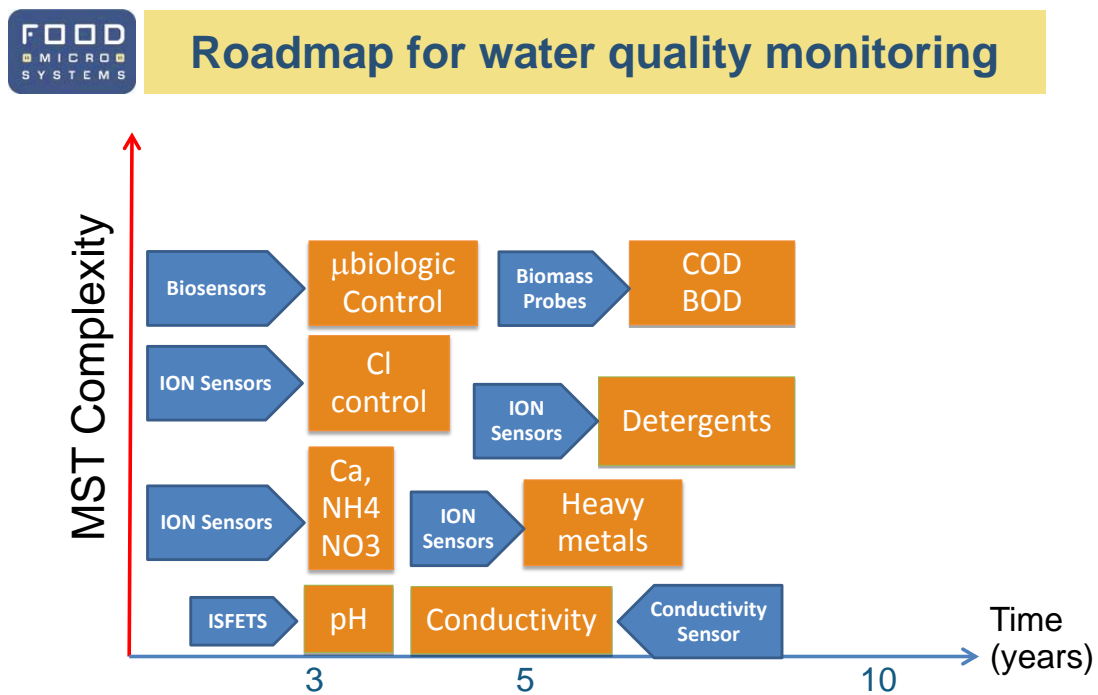 FOOD
MICRO
SYSTEMS
Roadmap for water quality monitoring
MST Complexity
Biosensors
μbiologic
Control
Biomass
Probes
COD
BOD
ION Sensors
Cl
control
ION
Sensors
Detergents
ION Sensors
Ca,
NH4
NO3
ION
Sensors
Heavy
metals
ISFETS
pH
Conductivity
Conductivity
Sensor
Time
(years)
3
5
10